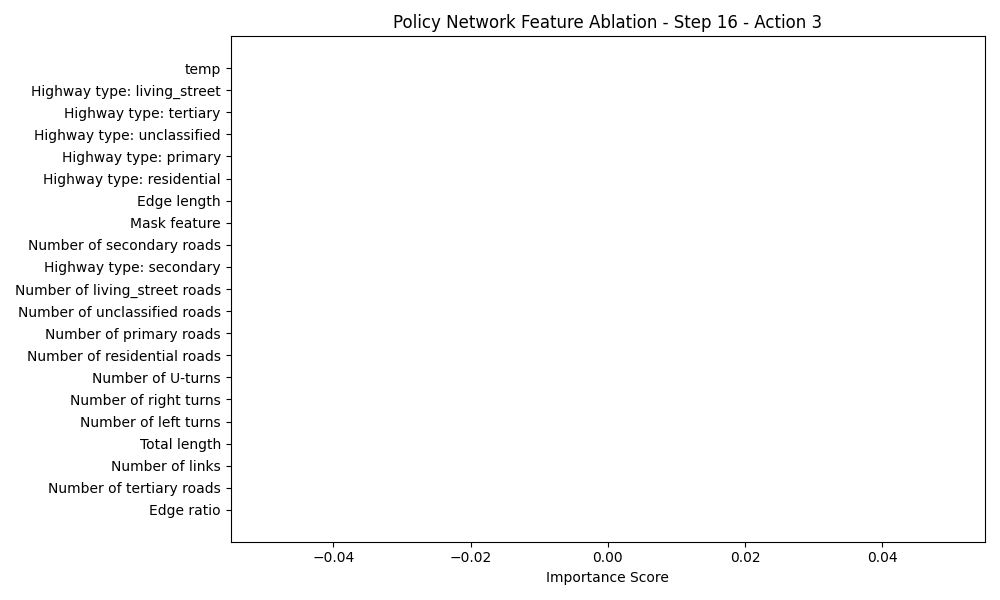 Policy Network Feature Ablation - Step 16 - Action 3
temp
Highway type: living_street
Highway type: tertiary
Highway type: unclassified
Highway type: primary
Highway type: residential
Edge length
Mask feature
Number of secondary roads
Highway type: secondary
Number of living_street roads
Number of unclassified roads
Number of primary roads
Number of residential roads
Number of U-turns
Number of right turns
Number of left turns
Total length
Number of links
Number of tertiary roads
Edge ratio
−0.04 −0.02 0.00 0.02 0.04
Importance Score